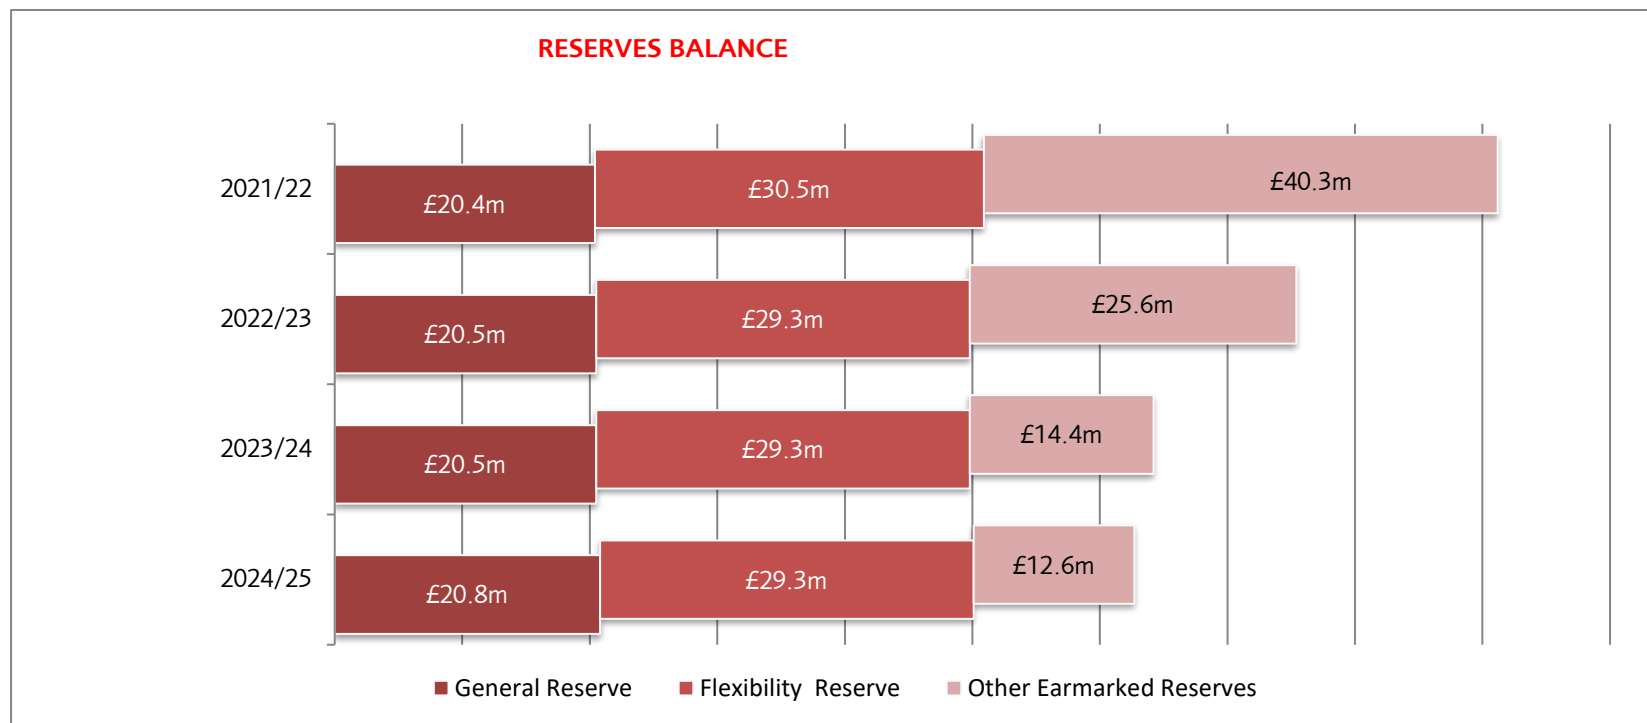 RESERVES BALANCE
2021/22 £20.4m £30.5m £40.3m
2022/23 £20.5m £29.3m £25.6m
2023/24 £20.5m £29.3m £14.4m
2024/25 £20.8m £29.3m £12.6m
General Reserve Flexibility Reserve Other Earmarked Reserves